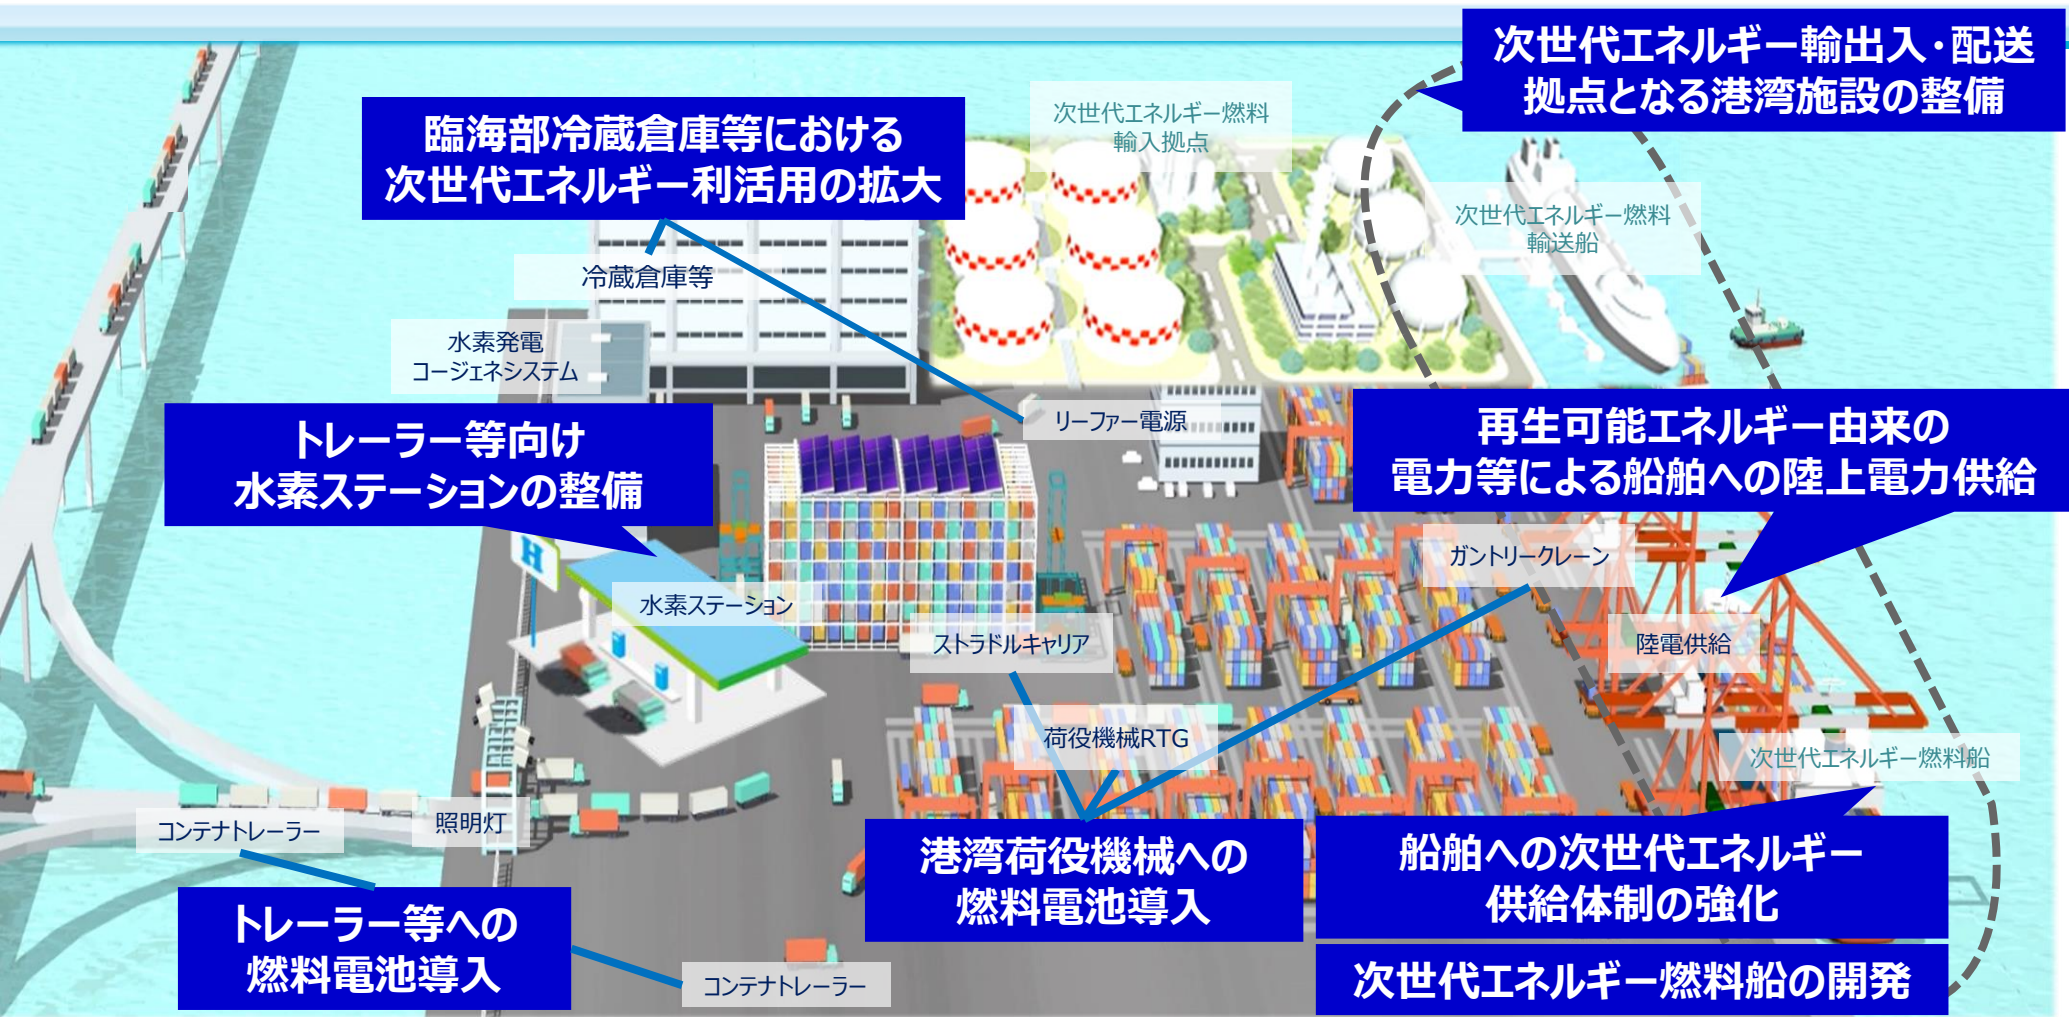 次世代エネルギー輸出入・配送
拠点となる港湾施設の整備
臨海部冷蔵倉庫等における
次世代エネルギー利活用の拡大
次世代エネルギー燃料
輸入拠点
次世代エネルギー燃料
輸送船
冷蔵倉庫等
水素発電
コージェネシステム
リーファー電源
トレーラー等向け
水素ステーションの整備
再生可能エネルギー由来の
電力等による船舶への陸上電力供給
H
ガントリークレーン
水素ステーション
ストラドルキャリア
陸電供給
荷役機械RTG
次世代エネルギー燃料船
コンテナトレーラー
照明灯
港湾荷役機械への
燃料電池導入
船舶への次世代エネルギー
供給体制の強化
トレーラー等への
燃料電池導入
コンテナトレーラー
次世代エネルギー燃料船の開発